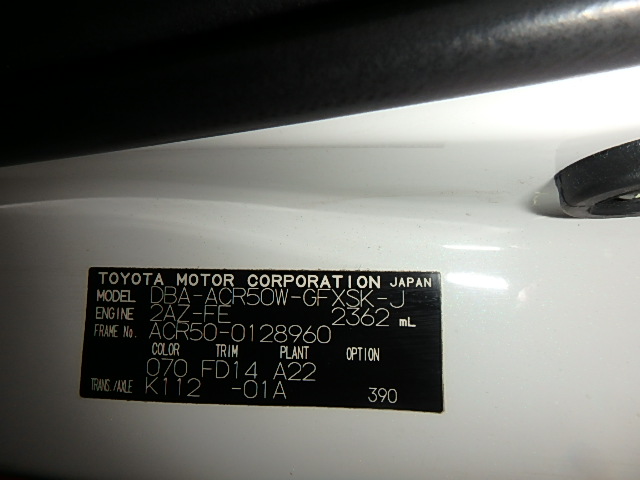 TOYOTA MOTOR CORPORATION JAPAN
MODEL DBA-ACR50W-GFXSK-J
ENGINE 2AZ-FE 2362 mL
FRAME No. ACR50-0128960
COLOR TRIM PLANT OPTION
070 FD14 A22
TRANS./AXLE K112 -01A 390